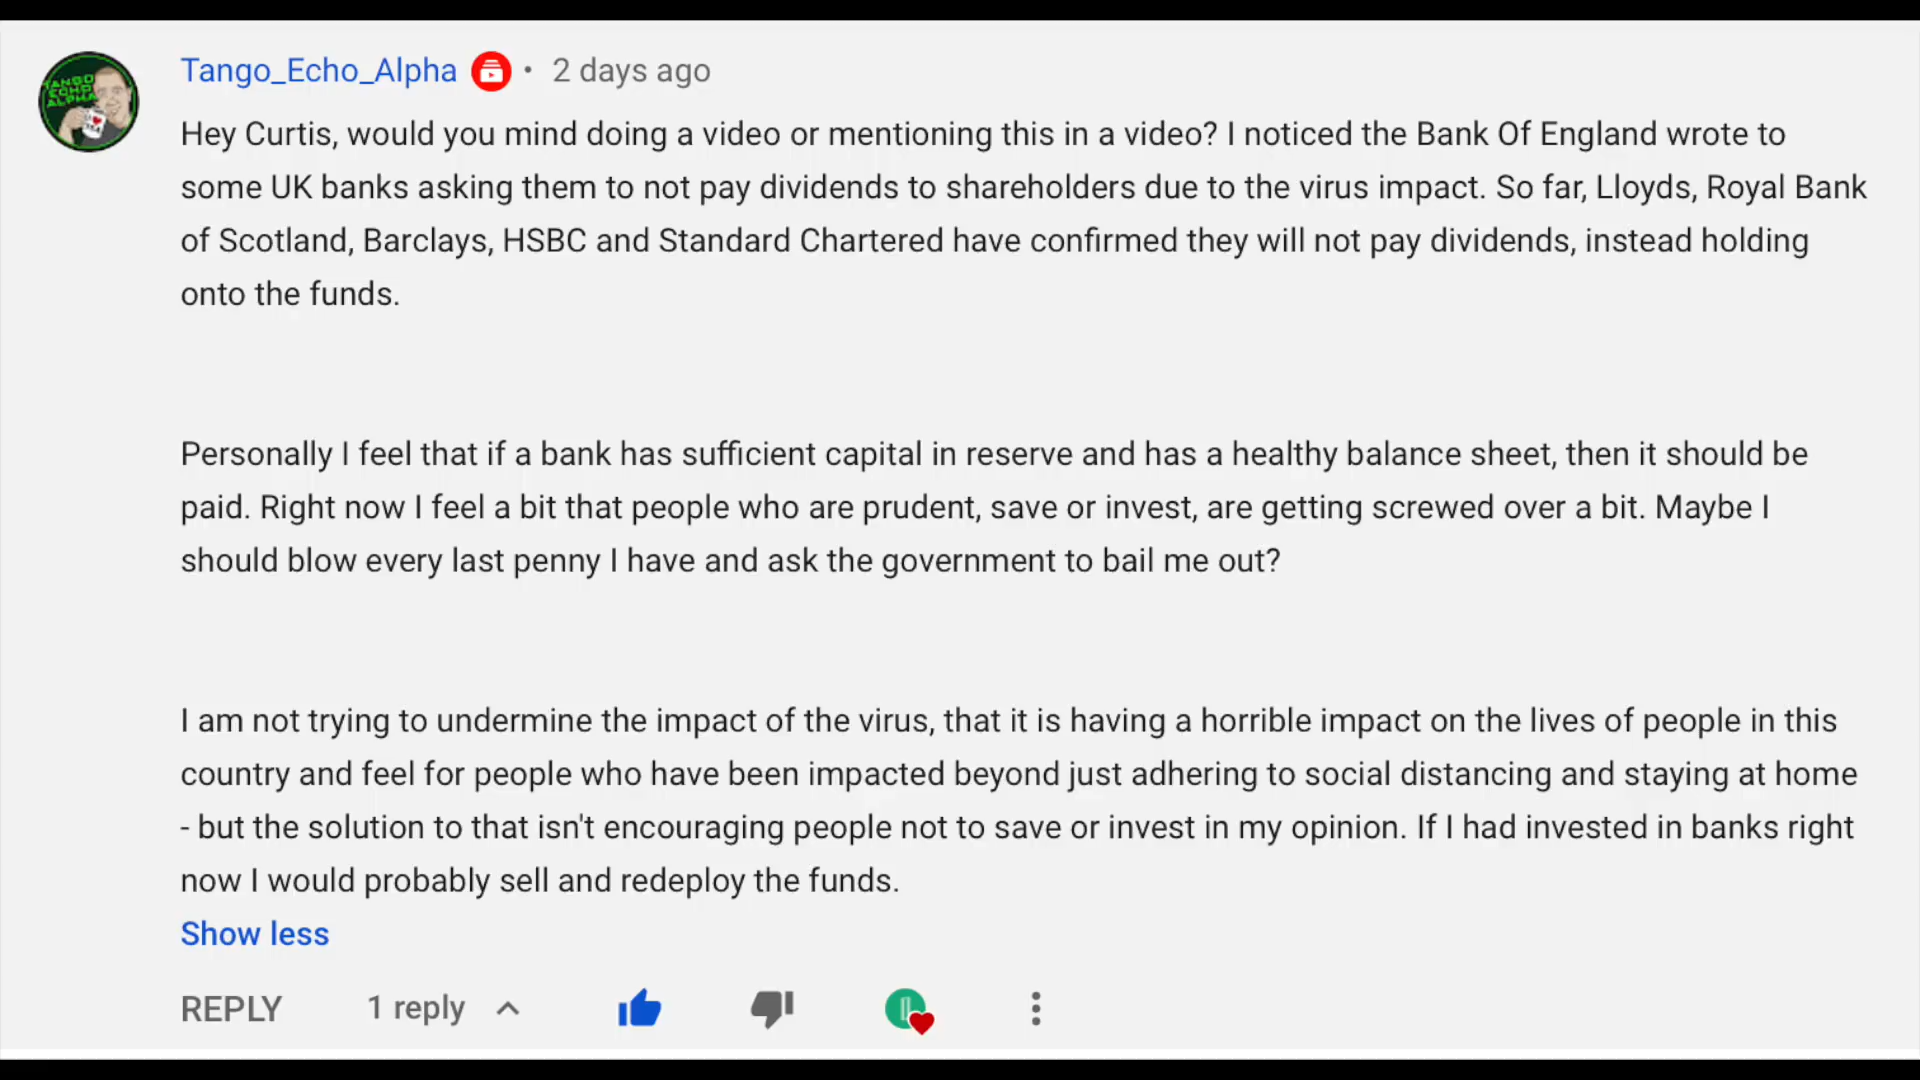 Tango_Echo_Alpha • 2 days ago
Hey Curtis, would you mind doing a video or mentioning this in a video? I noticed the Bank Of England wrote to
some UK banks asking them to not pay dividends to shareholders due to the virus impact. So far, Lloyds, Royal Bank
of Scotland, Barclays, HSBC and Standard Chartered have confirmed they will not pay dividends, instead holding
onto the funds.
Personally I feel that if a bank has sufficient capital in reserve and has a healthy balance sheet, then it should be
paid. Right now I feel a bit that people who are prudent, save or invest, are getting screwed over a bit. Maybe I
should blow every last penny I have and ask the government to bail me out?
I am not trying to undermine the impact of the virus, that it is having a horrible impact on the lives of people in this
country and feel for people who have been impacted beyond just adhering to social distancing and staying at home
- but the solution to that isn't encouraging people not to save or invest in my opinion. If I had invested in banks right
now I would probably sell and redeploy the funds.
Show less
REPLY 1 reply
TANGO
ECHO
ALPHA